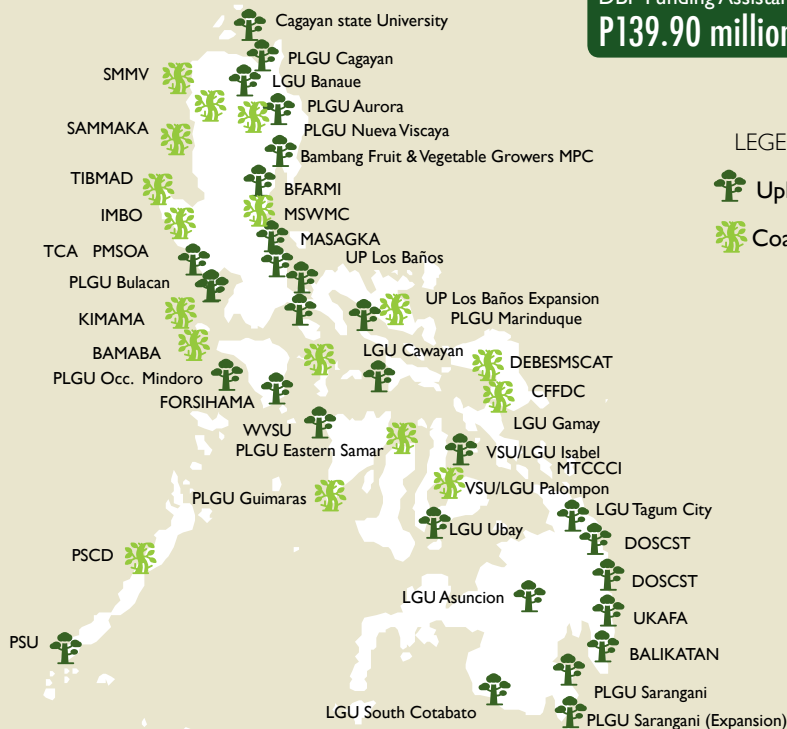 DBP Funding Assistan
P139.90 million
Cagayan state University
PLGU Cagayan
SMMV
LGU Banaue
PLGU Aurora
SAMMAKA
PLGU Nueva Viscaya
Bambang Fruit & Vegetable Growers MPC
LEGE
TIBMAD
BFARMI
Upl
IMBO
MSWMC
MASAGKA
Coa
TCA PMSOA
UP Los Baños
PLGU Bulacan
UP Los Baños Expansion
KIMAMA
PLGU Marinduque
BAMABA
LGU Cawayan
DEBESMSCAT
PLGU Occ. Mindoro
CFFDC
FORSIHAMA
LGU Gamay
WVSU
PLGU Eastern Samar
VSU/LGU Isabel
MTCCCI
VSU/LGU Palompon
PLGU Guimaras
LGU Tagum City
LGU Ubay
DOSCST
PSCD
DOSCST
LGU Asuncion
UKAFA
PSU
BALIKATAN
PLGU Sarangani
LGU South Cotabato
PLGU Sarangani (Expansion)